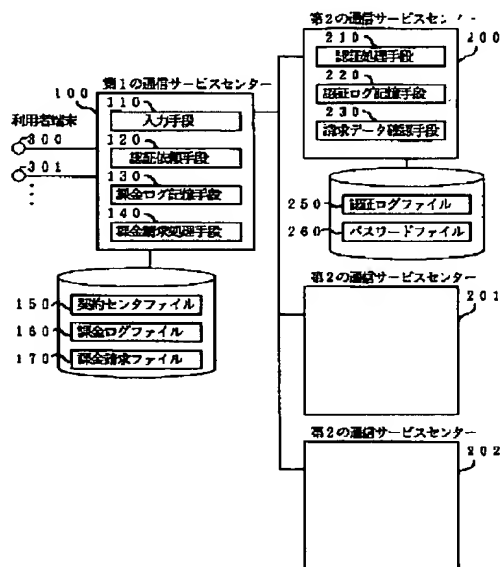 第1の通信サービスセンター
100
利用者端末
300
301
110
入力手段
120
認証依頼手段
130
課金ログ記憶手段
140
課金請求処理手段
150
契約センタファイル
160
課金ログファイル
170
課金請求ファイル
第2の通信サービスセンター
200
210
認証処理手段
220
認証ログ記憶手段
230
請求データ確認手段
250
認証ログファイル
260
パスワードファイル
第2の通信サービスセンター
201
第2の通信サービスセンター
202